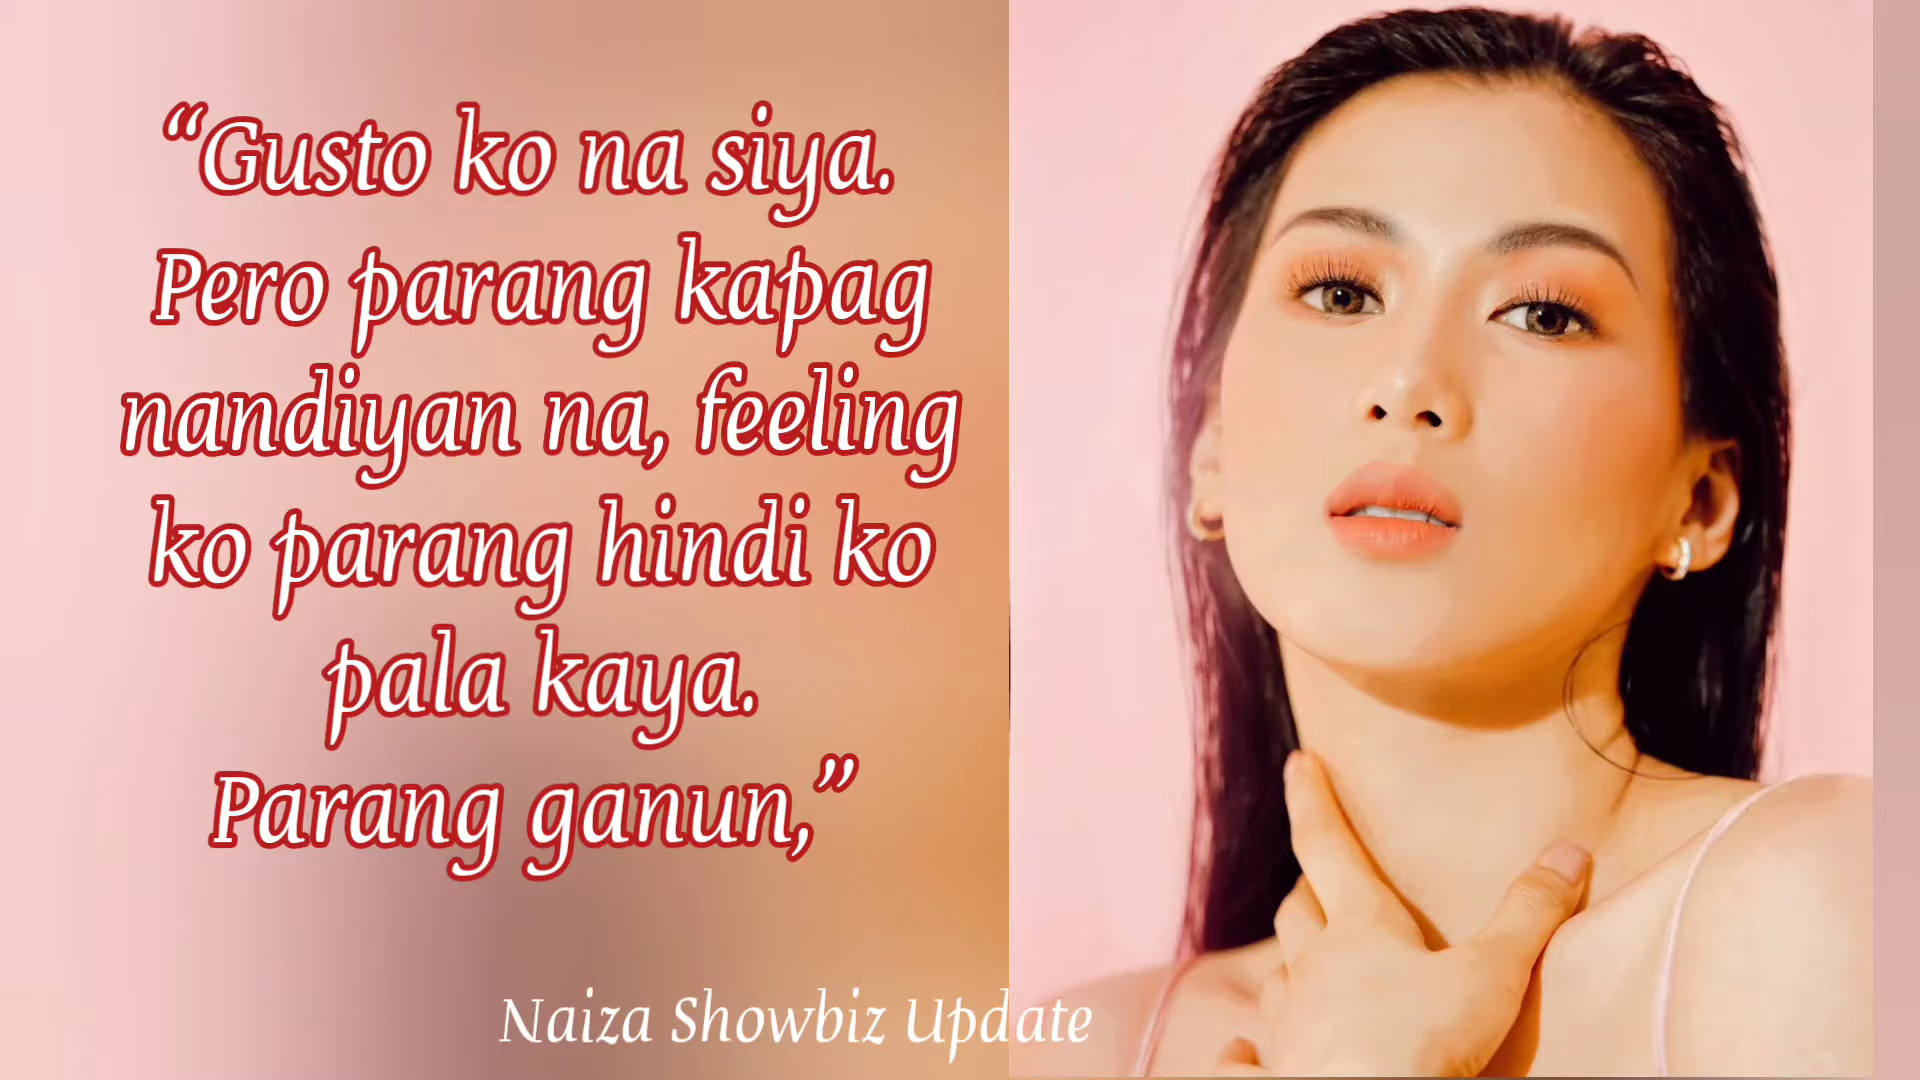 “Gusto ko na siya.
Pero parang kapag
nandiyan na, feeling
ko parang hindi ko
pala kaya.
Parang ganun,”
Naiza Showbiz Update